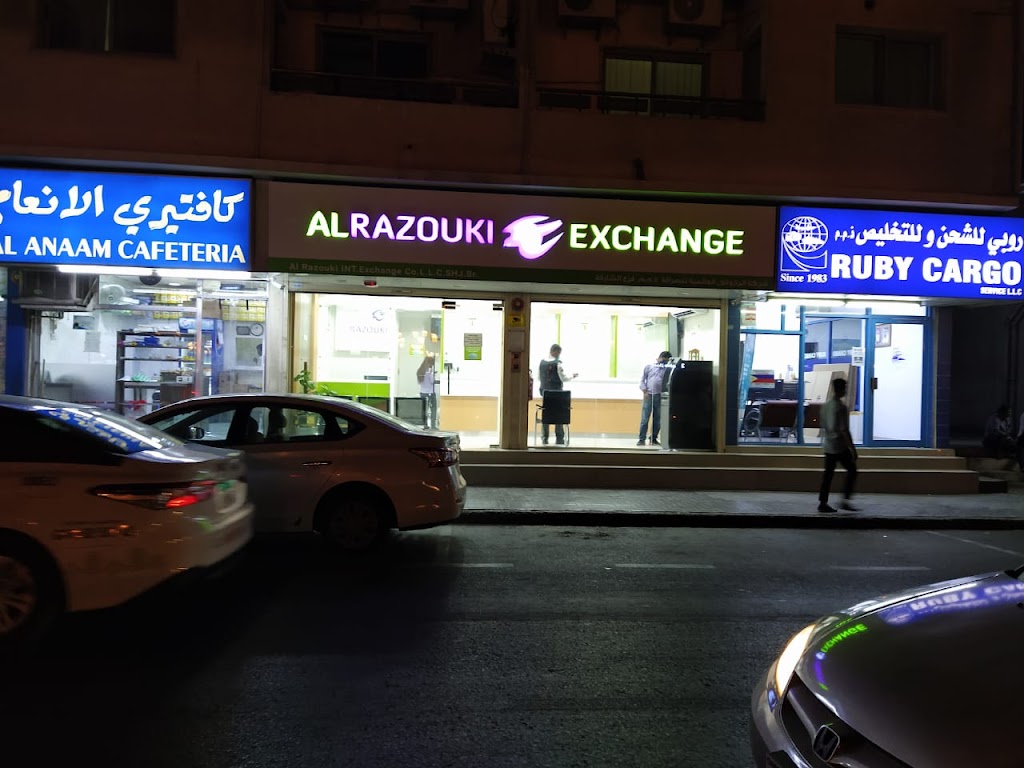 كافتيري الانعام
AL ANAAM CAFETERIA
ALRAZOUKI EXCHANGE
Al Razouki INT.Exchange Co.L.L.C.SHJ.Br.
RAZOUKI
روبي للشحن و للتخليص ذ.م.م
Since 1983
RUBY CARGO
SERVICE L.L.C